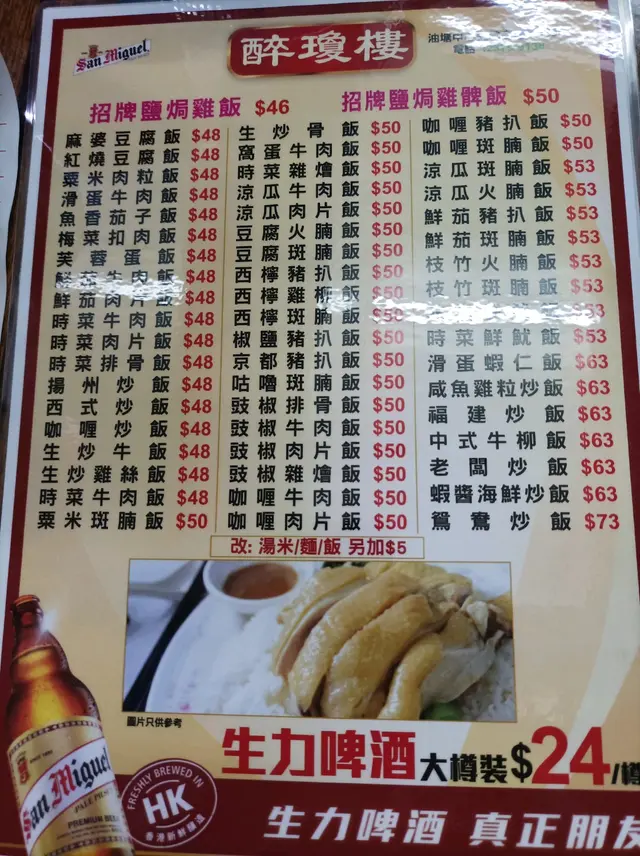 San Miguel
醉瓊樓
油塘
電話
招牌鹽焗雞飯 $46
招牌鹽焗雞髀飯 $50
麻婆豆腐飯 $48
紅燒豆腐飯 $48
粟米肉粒飯 $48
滑蛋牛肉飯 $48
魚香茄子飯 $48
梅菜扣肉飯 $48
芙蓉蛋飯 $48
鮮茄牛肉飯 $48
鮮茄肉片飯 $48
時菜牛肉飯 $48
時菜肉片飯 $48
時菜排骨飯 $48
揚州炒飯 $48
西式炒飯 $48
咖喱炒飯 $48
生炒牛飯 $48
生炒雞絲飯 $48
時菜牛肉飯 $48
粟米斑腩飯 $50
生炒骨飯 $50
窩蛋牛肉飯 $50
時菜雜燴飯 $50
涼瓜牛肉飯 $50
涼瓜肉片飯 $50
豆腐火腩飯 $50
豆腐斑腩飯 $50
西檸豬扒飯 $50
西檸雞柳飯 $50
西檸斑腩飯 $50
椒鹽豬扒飯 $50
京都豬扒飯 $50
咕嚕斑腩飯 $50
豉椒排骨飯 $50
豉椒牛肉飯 $50
豉椒肉片飯 $50
豉椒雜燴飯 $50
咖喱牛肉飯 $50
咖喱肉片飯 $50
咖喱豬扒飯 $50
咖喱斑腩飯 $50
涼瓜斑腩飯 $53
涼瓜火腩飯 $53
鮮茄豬扒飯 $53
鮮茄斑腩飯 $53
枝竹火腩飯 $53
枝竹斑腩飯 $53
飯 $53
時菜鮮魷飯 $53
滑蛋蝦仁飯 $63
咸魚雞粒炒飯 $63
福建炒飯 $63
中式牛柳飯 $63
老闆炒飯 $63
蝦醬海鮮炒飯 $63
鴛鴦炒飯 $73
改: 湯米/麵/飯 另加$5
圖片只供參考
生力啤酒 大樽裝 $24/樽
San Miguel
PALE PILSEN
FRESHLY BREWED IN
HK
香港新鮮釀造
生力啤酒 真正朋友